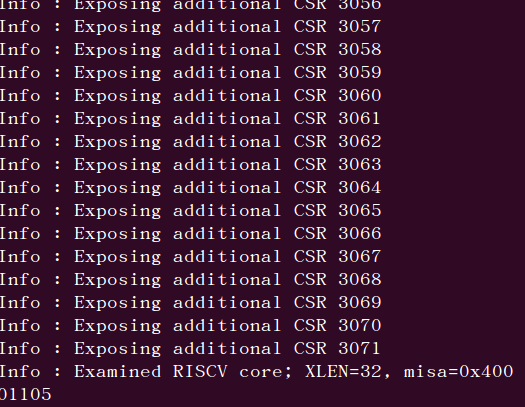 Info : Exposing additional CSR 3056
Info : Exposing additional CSR 3057
Info : Exposing additional CSR 3058
Info : Exposing additional CSR 3059
Info : Exposing additional CSR 3060
Info : Exposing additional CSR 3061
Info : Exposing additional CSR 3062
Info : Exposing additional CSR 3063
Info : Exposing additional CSR 3064
Info : Exposing additional CSR 3065
Info : Exposing additional CSR 3066
Info : Exposing additional CSR 3067
Info : Exposing additional CSR 3068
Info : Exposing additional CSR 3069
Info : Exposing additional CSR 3070
Info : Exposing additional CSR 3071
Info : Examined RISCV core; XLEN=32, misa=0x400
01105